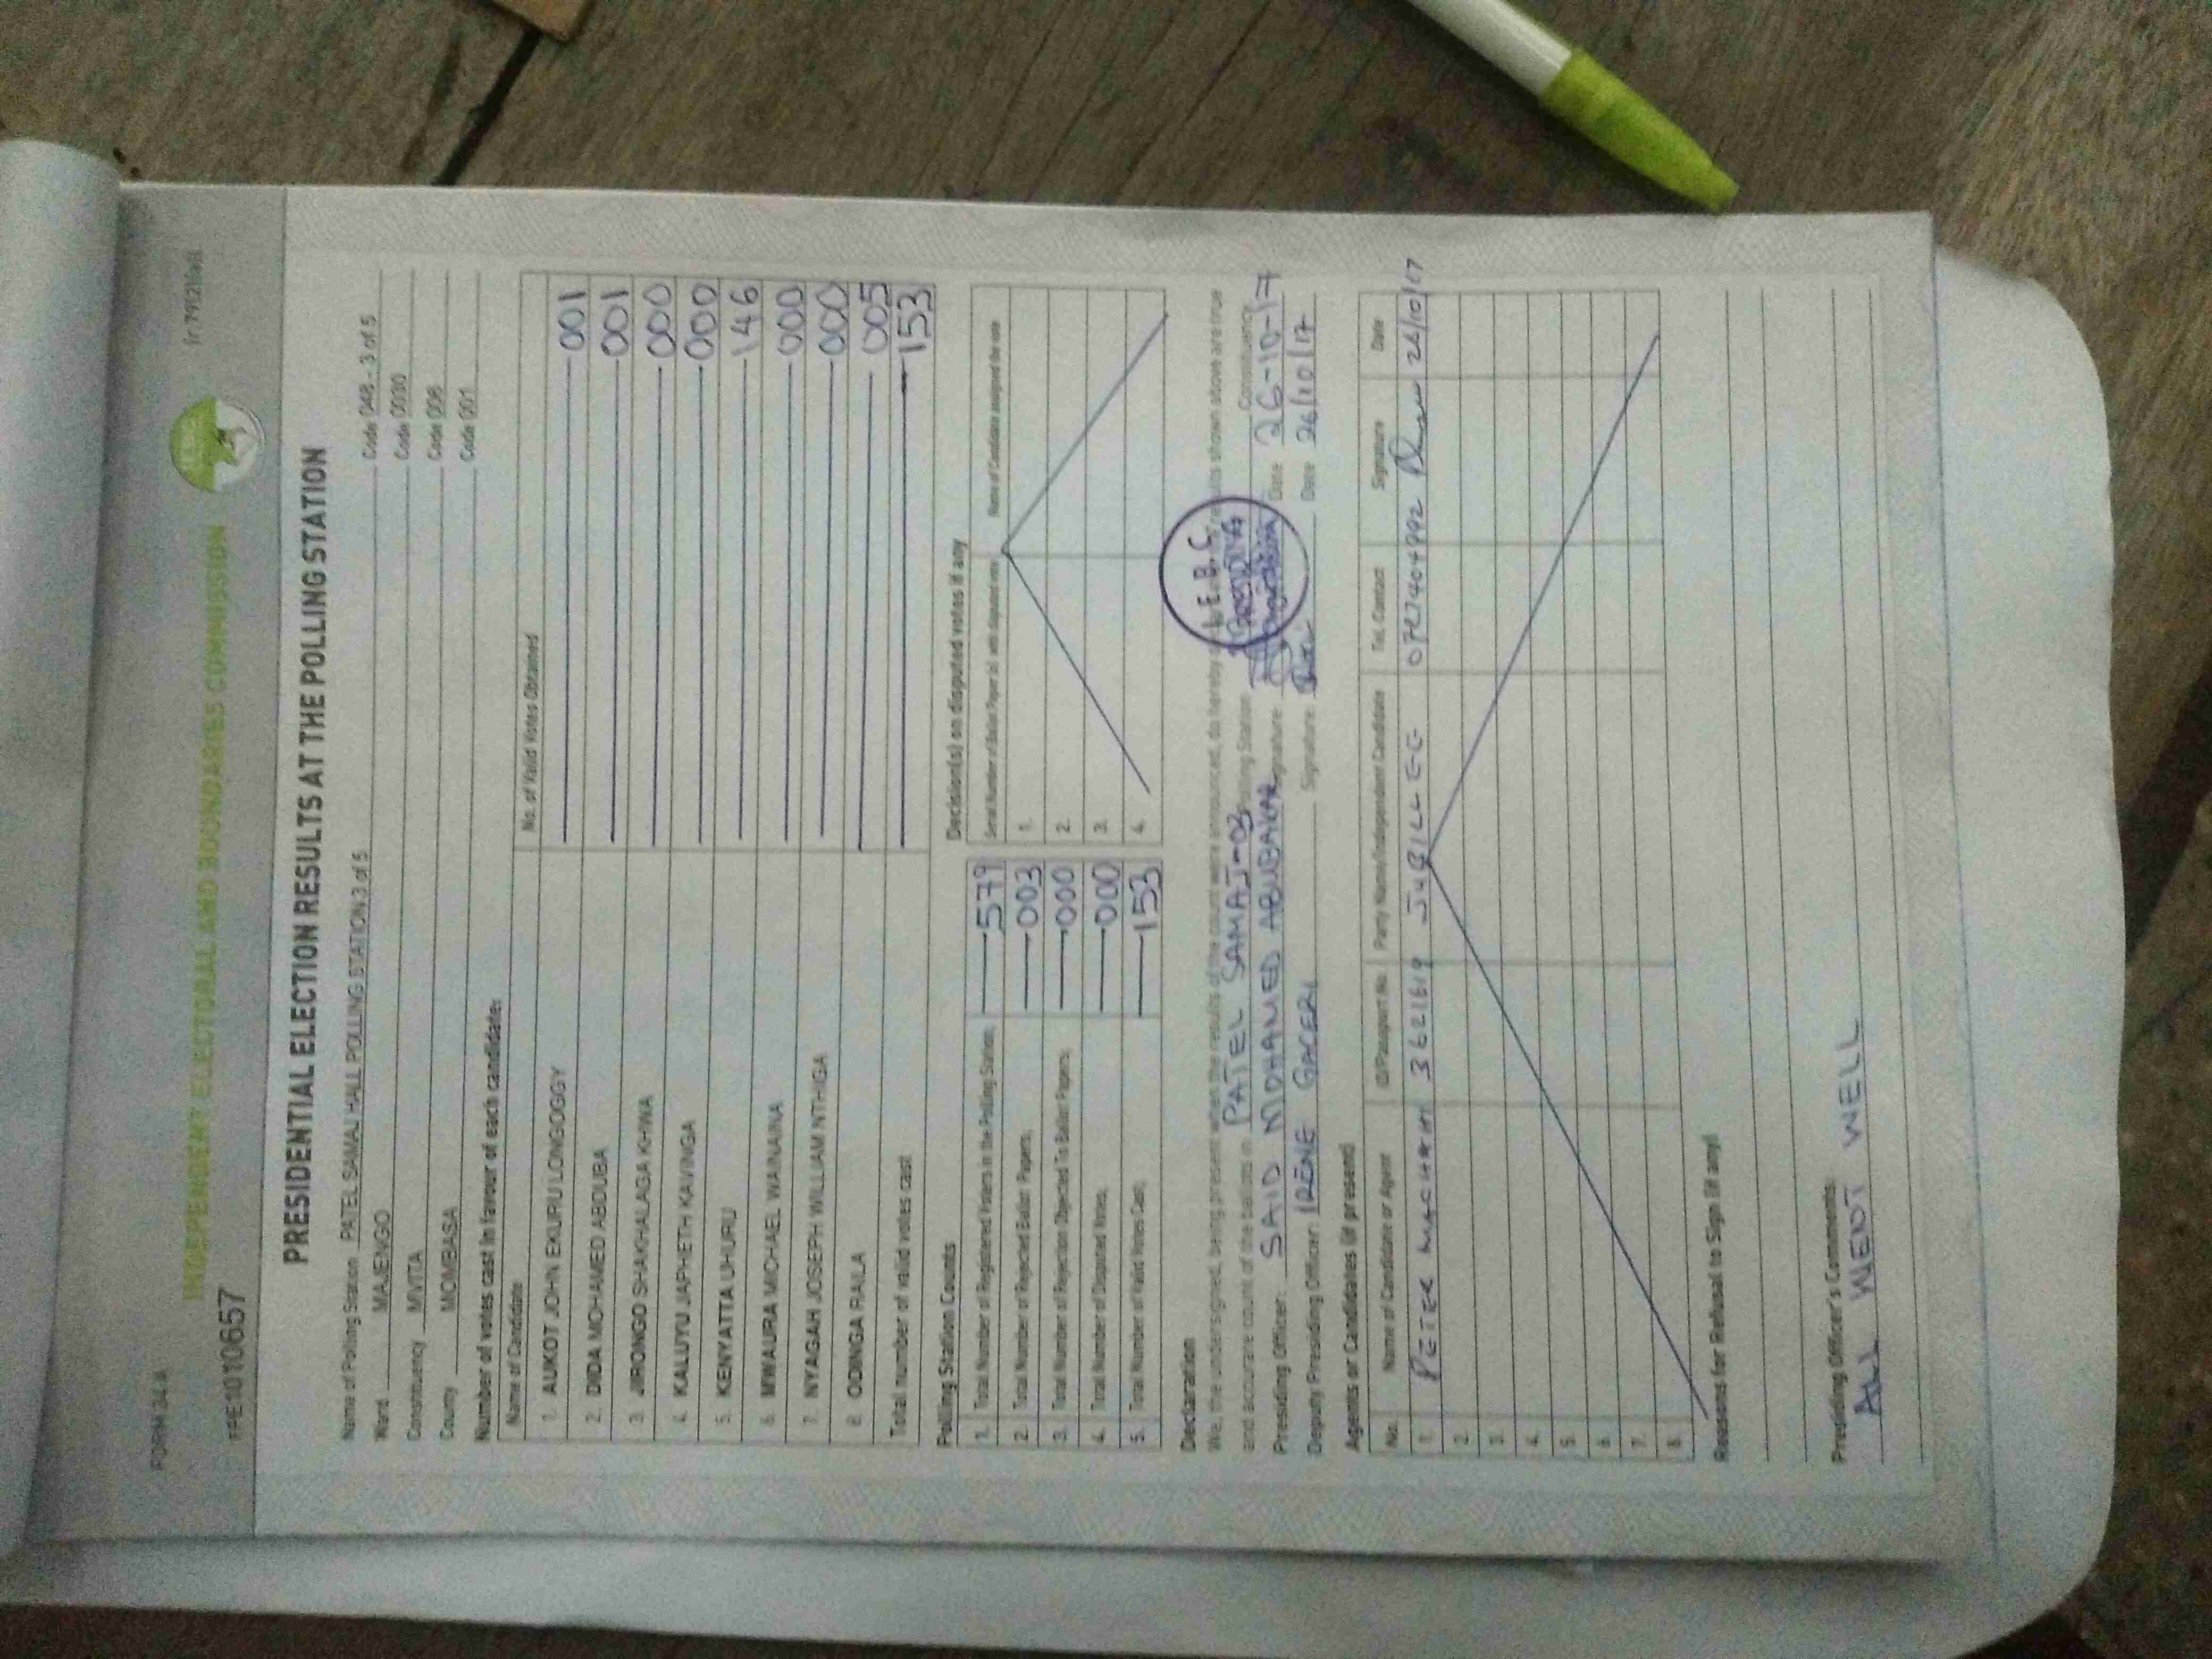 FORM 34 A
INDEPENDENT ELECTORAL AND BOUNDARIES COMMISSION
PRESIDENTIAL ELECTION RESULTS AT THE POLLING STATION
Name of Polling Station PATEL SAMAJ HALL POLLING STATION 3 of 5 Code 048 - 3 of 5
Ward MAJENGO Code 0030
Constituency MVITA Code 008
County MOMBASA Code 001
Number of votes cast in favour of each candidate:
Name of Candidate No. of Valid Votes Obtained
1. AUKOT JOHN EKURU LONGOGGY 001
2. DIDA MOHAMED ABDUBA 001
3. JIRONGO SHAKHALAGA KHWA 000
4. KALUYU JAPHETH KAVINGA 000
5. KENYATTA UHURU 146
6. MWAURA MICHAEL WAINAINA 000
7. NYAGAH JOSEPH WILLIAM NTHIGA 000
8. ODINGA RAILA 005
Total number of valid votes cast 153
Polling Station Counts
1. Total Number of Registered Voters in the Polling Station; 579
2. Total Number of Rejected Ballot Papers; 003
3. Total Number of Rejection Objected To Ballot Papers; 000
4. Total Number of Disputed Votes; 000
5. Total Number of Valid Votes Cast; 153
Decision(s) on disputed votes if any
Serial Number of Ballot Paper (s) with disputed vote Name of Candidate assigned the vote
1.
2.
3.
4.
Declaration
We, the undersigned, being present when the results of the count were announced, do hereby shown above are true
and accurate count of the ballots in PATEL SAMAJ-03 Polling Station Constituency
I.E.B.C.
Presiding Officer: SAID MOHAMED ABUBAKAR Signature: Date 26-10-17
Deputy Presiding Officer: IRENE GACERI Signature: Date 26/10/17
Agents or Candidates (if present)
No. Name of Candidate or Agent ID/Passport No. Party Name/Independent Candidate Tel. Contact Signature Date
1. PETER MACHARIA 36216619 JUBILLEE 26/10/17
2.
3.
4.
5.
6.
7.
8.
Reasons for Refusal to Sign (if any)
Presiding Officer's Comments:
ALL WENT WELL